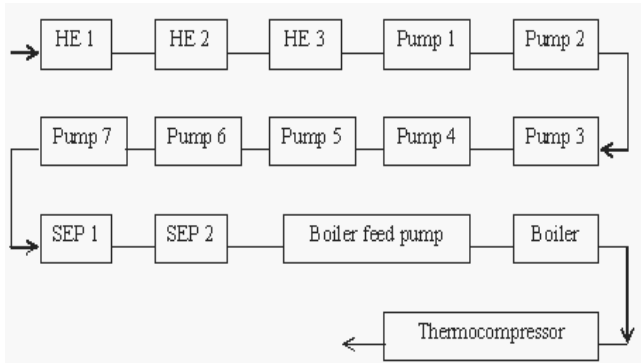 HE 1 HE 2 HE 3 Pump 1 Pump 2
Pump 7 Pump 6 Pump 5 Pump 4 Pump 3
SEP 1 SEP 2 Boiler feed pump Boiler
Thermocompressor